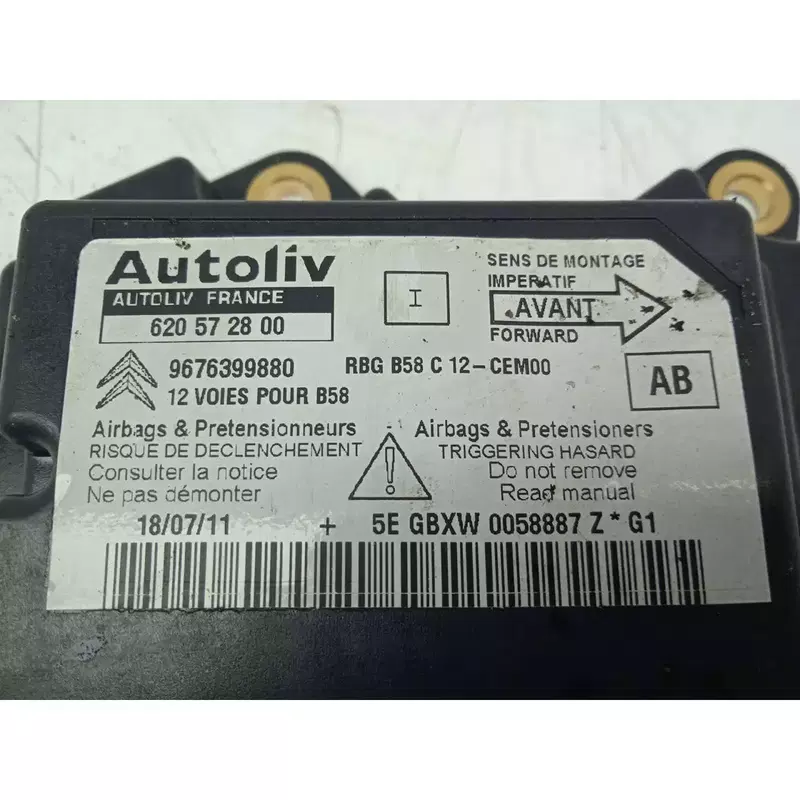 Autoliv
AUTOLIV FRANCE
620 57 28 00
I
SENS DE MONTAGE
IMPERATIF
AVANT
FORWARD
9676399880
RBG B58 C 12-CEM00
12 VOIES POUR B58
AB
Airbags & Pretensionneurs
RISQUE DE DECLENCHEMENT
Consulter la notice
Ne pas démonter
!
Airbags & Pretensioners
TRIGGERING HASARD
Do not remove
Read manual
18/07/11 + 5E GBXW 0058887 Z * G1